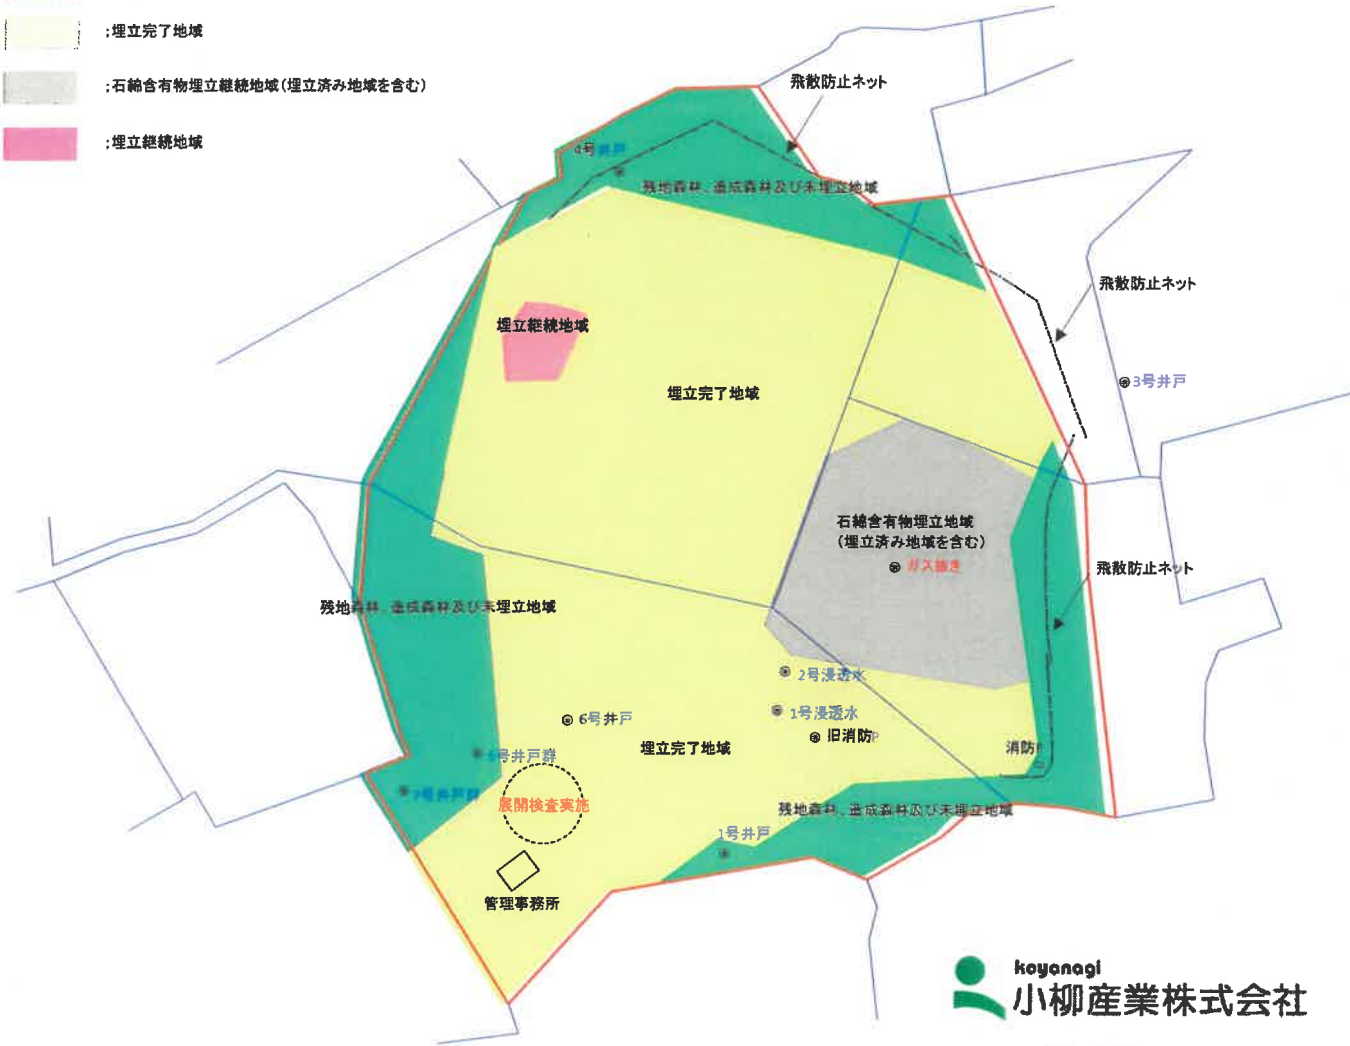 :埋立完了地域
:石綿含有物埋立継続地域(埋立済み地域を含む)
:埋立継続地域
飛散防止ネット
4号井戸
残地森林、造成森林及び未埋立地域
飛散防止ネット
埋立継続地域
3号井戸
埋立完了地域
石綿含有物埋立地域
(埋立済み地域を含む)
ガス抜き
飛散防止ネット
残地森林、造成森林及び未埋立地域
2号浸透水
1号浸透水
6号井戸
旧消防P
埋立完了地域
消防P
5号井戸群
7号井戸群
展開検査実施
残地森林、造成森林及び未埋立地域
1号井戸
管理事務所
koyanagi
小柳産業株式会社